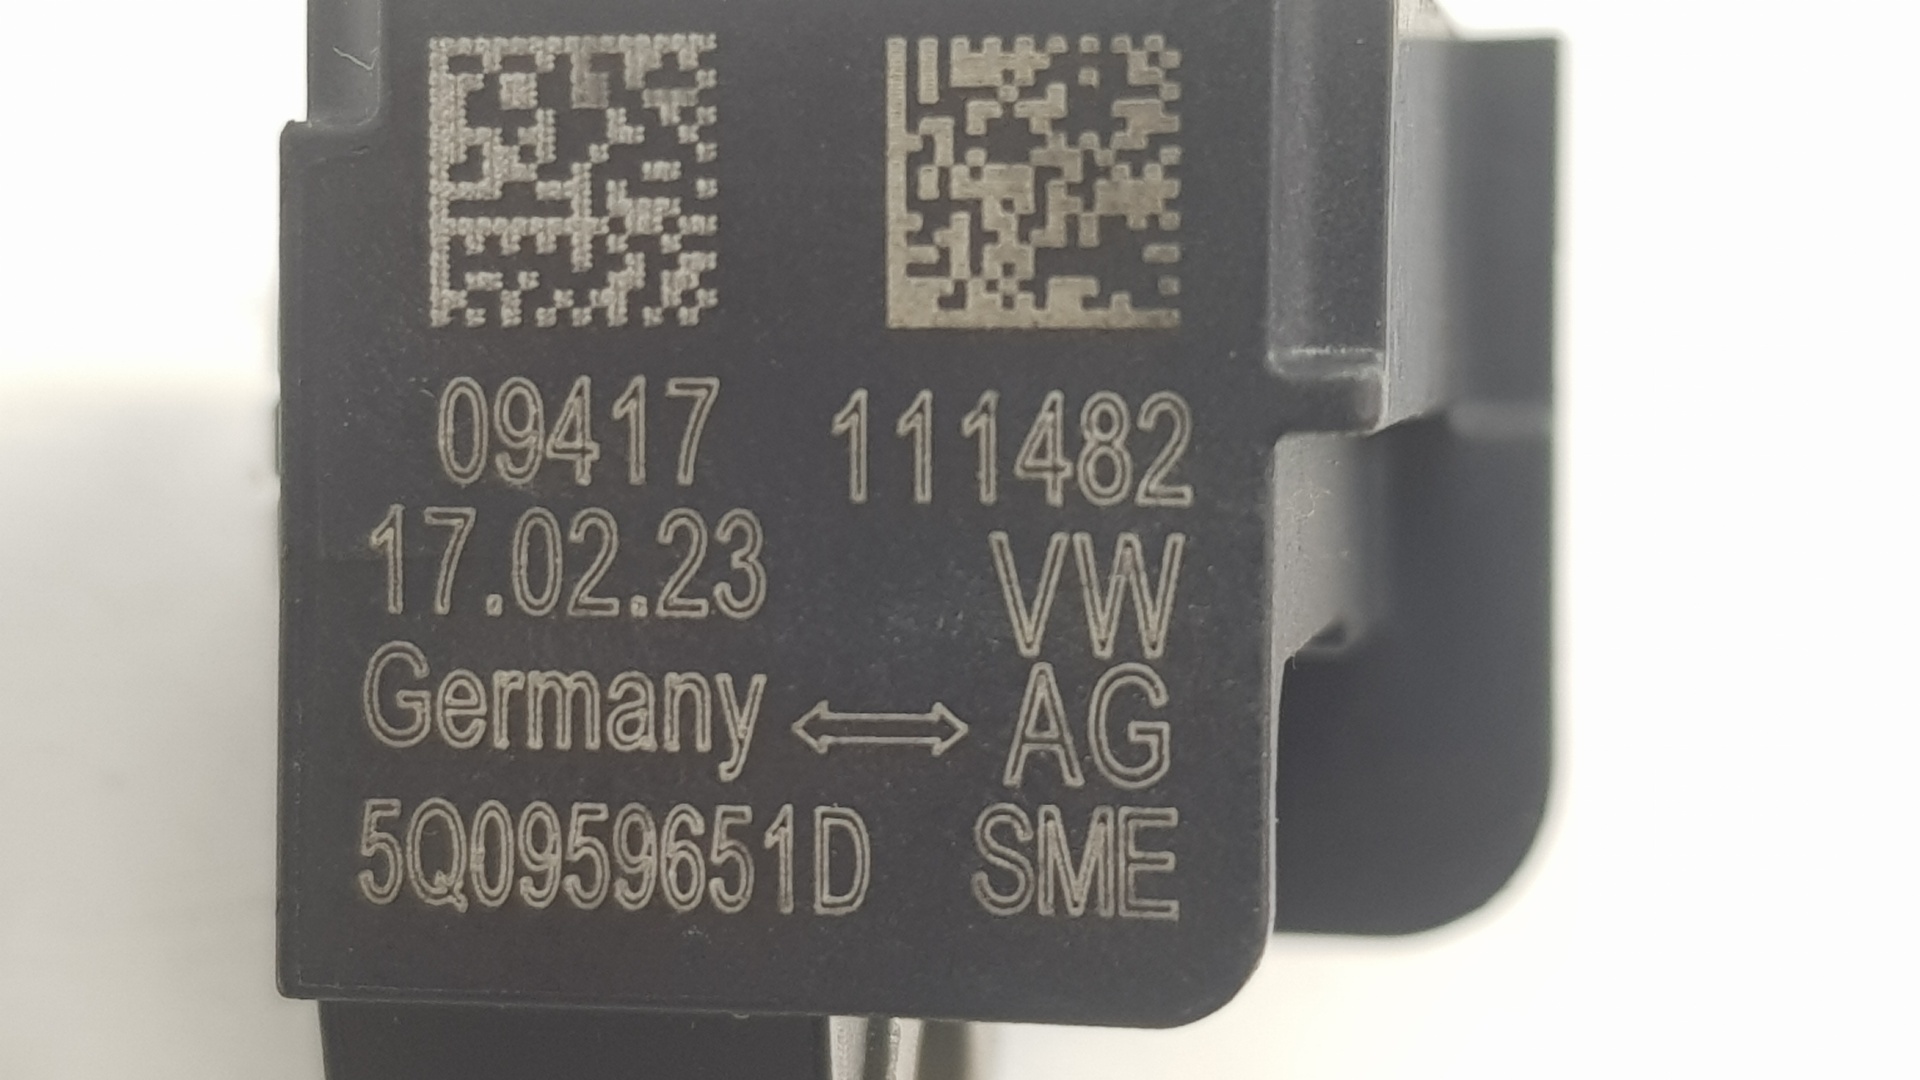 09417
17.02.23
Germany
5Q0959651D
111482
VW
AG
SME